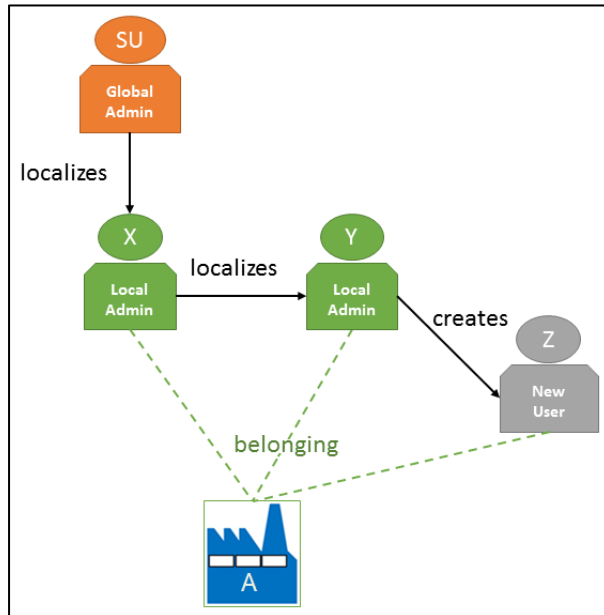 SU
Global
Admin
localizes
X
Local
Admin
localizes
Y
Local
Admin
creates
Z
New
User
belonging
A